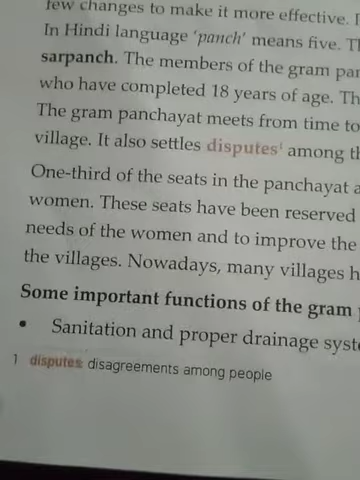 few changes to make it more effective.
In Hindi language ‘panch’ means five.
sarpanch. The members of the gram
who have completed 18 years of age.
The gram panchayat meets from time to
village. It also settles disputes¹ among
One-third of the seats in the panchayat
women. These seats have been reserved
needs of the women and to improve the
the villages. Nowadays, many villages
Some important functions of the gram
• Sanitation and proper drainage
1 disputes: disagreements among people